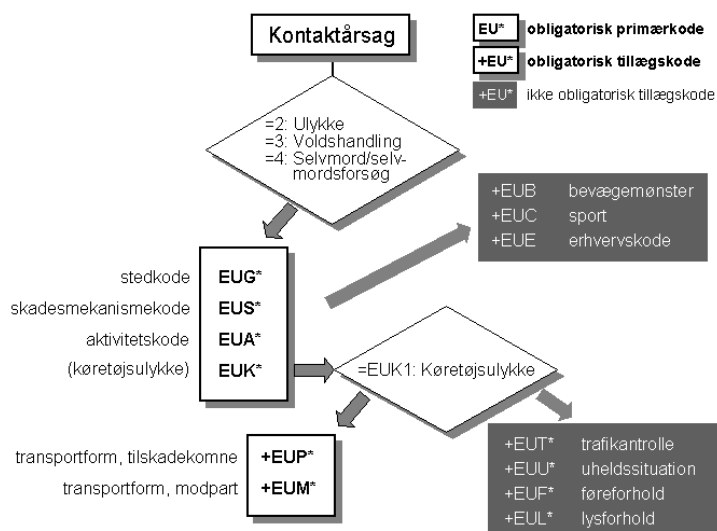 Kontaktårsag
EU* obligatorisk primærkode
+EU* obligatorisk tillægskode
+EU* ikke obligatorisk tillægskode
=2: Ulykke
=3: Voldshandling
=4: Selvmord/selv-
mordsforsøg
+EUB bevægemønster
+EUC sport
+EUE erhvervskode
stedkode EUG*
skadesmekanismekode EUS*
aktivitetskode EUA*
(køretøjsulykke) EUK*
=EUK1: Køretøjsulykke
transportform, tilskadekomne +EUP*
transportform, modpart +EUM*
+EUT* trafikantrolle
+EUU* uheldssituation
+EUF* føreforhold
+EUL* lysforhold